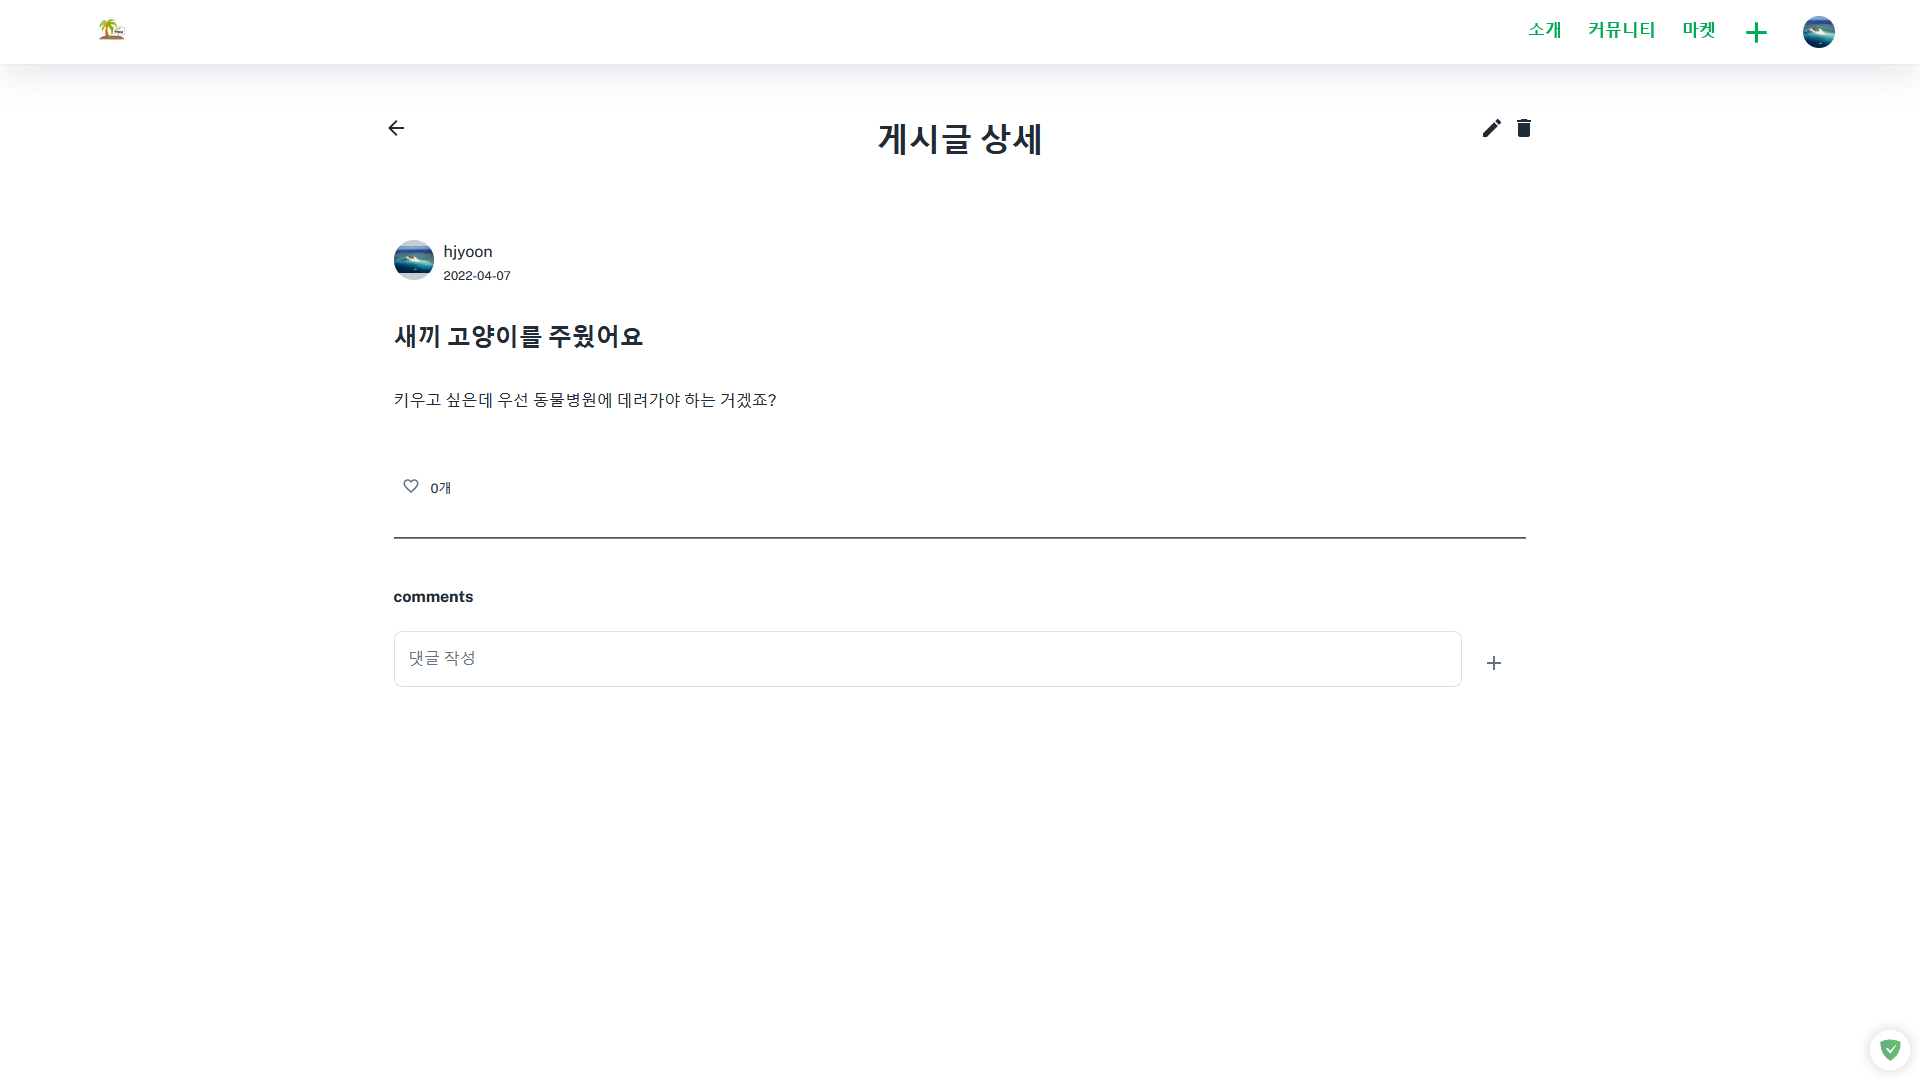 소개 커뮤니티 마켓
게시글 상세
hjyoon
2022-04-07
새끼 고양이를 주웠어요
키우고 싶은데 우선 동물병원에 데려가야 하는 거겠죠?
0개
comments
댓글 작성